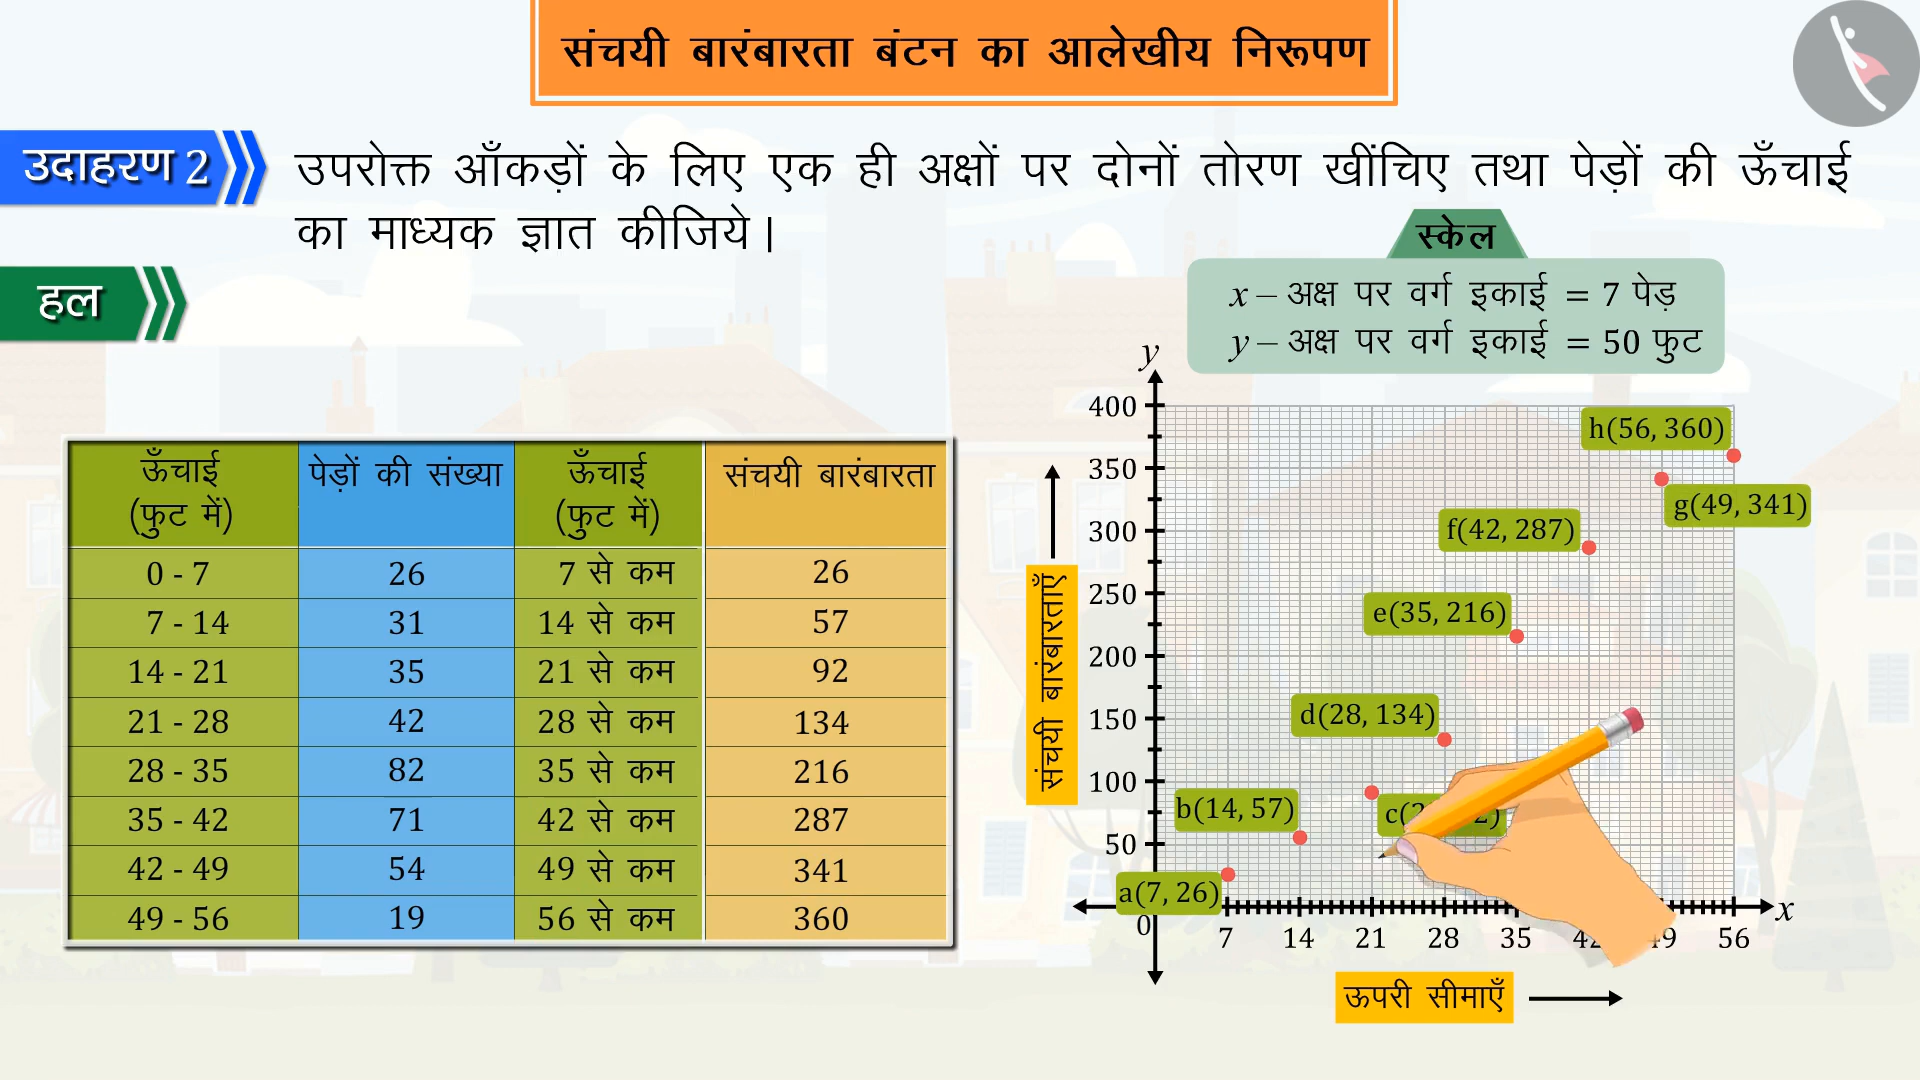 संचयी बारंबारता बंटन का आलेखीय निरूपण
उदाहरण 2
उपरोक्त आँकड़ों के लिए एक ही अक्षों पर दोनों तोरण खींचिए तथा पेड़ों की ऊँचाई
का माध्यक ज्ञात कीजिये।
हल
स्केल
x – अक्ष पर वर्ग इकाई = 7 पेड़
y – अक्ष पर वर्ग इकाई = 50 फुट
ऊँचाई (फुट में) पेड़ों की संख्या ऊँचाई (फुट में) संचयी बारंबारता
0 - 7 26 7 से कम 26
7 - 14 31 14 से कम 57
14 - 21 35 21 से कम 92
21 - 28 42 28 से कम 134
28 - 35 82 35 से कम 216
35 - 42 71 42 से कम 287
42 - 49 54 49 से कम 341
49 - 56 19 56 से कम 360
y
400
350
300
250
200
150
100
50
0
संचयी बारंबारताएँ
h(56, 360)
g(49, 341)
f(42, 287)
e(35, 216)
d(28, 134)
b(14, 57)
a(7, 26)
x
7 14 21 28 35 56
ऊपरी सीमाएँ